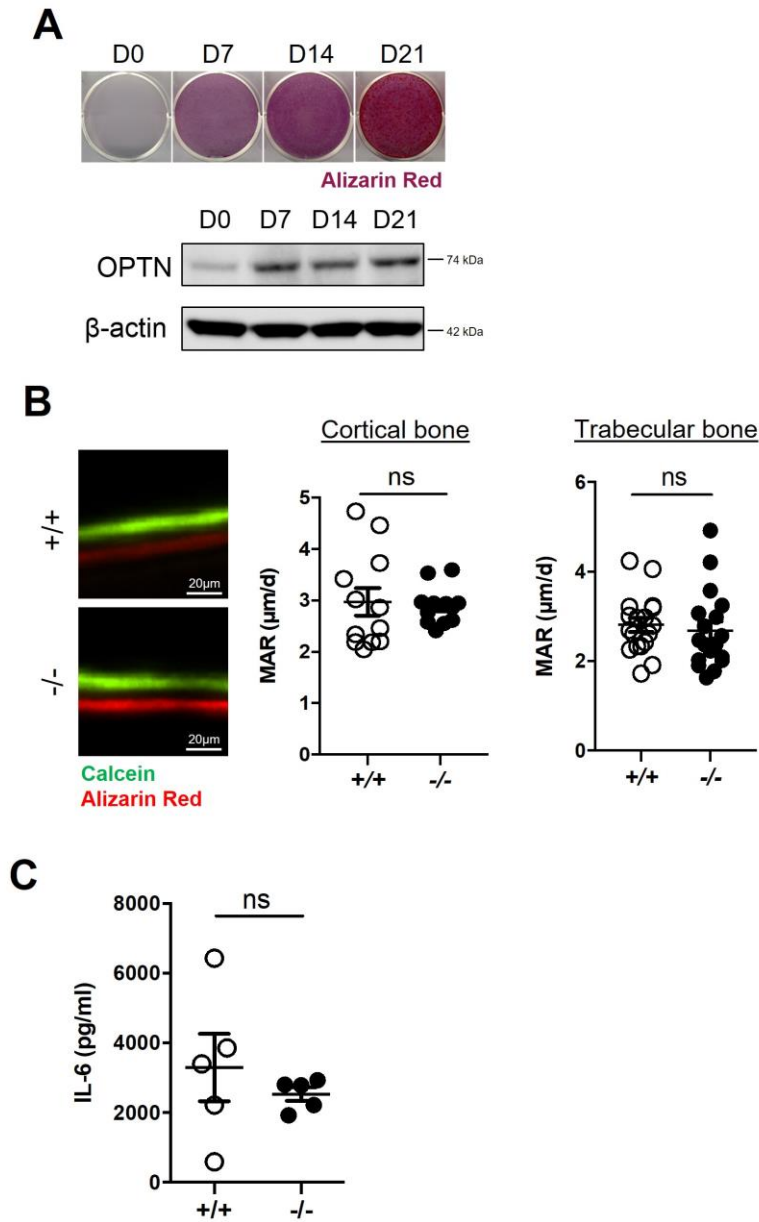 A
D0 D7 D14 D21
Alizarin Red
D0 D7 D14 D21
OPTN
74 kDa
β-actin
42 kDa
B
+/+
20μm
-/-
20μm
Calcein
Alizarin Red
Cortical bone
ns
MAR (μm/d)
5
4
3
2
1
0
+/+ -/-
Trabecular bone
ns
MAR (μm/d)
6
4
2
0
+/+ -/-
C
ns
IL-6 (pg/ml)
8000
6000
4000
2000
0
+/+ -/-